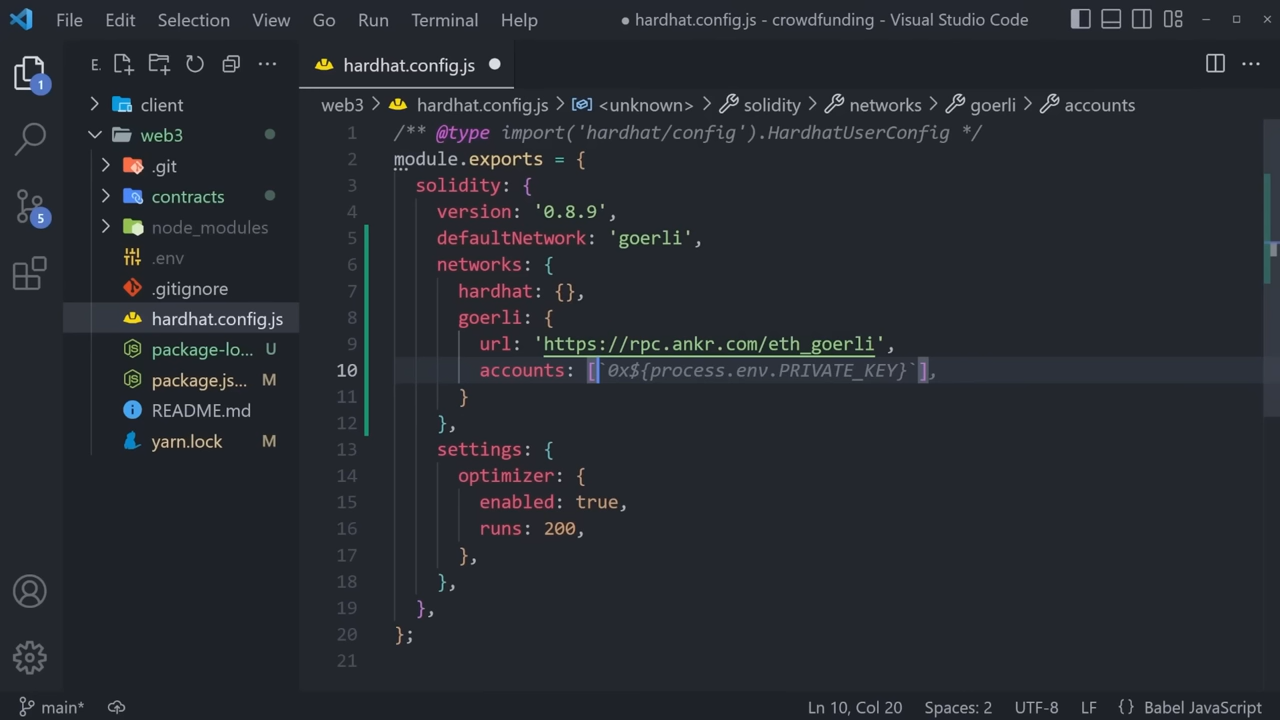 File Edit Selection View Go Run Terminal Help
● hardhat.config.js - crowdfunding - Visual Studio Code
1
E.
hardhat.config.js
web3 > hardhat.config.js > <unknown> > solidity > networks > goerli > accounts
client
web3
.git
contracts
node_modules
.env
.gitignore
hardhat.config.js
package-lo... U
package.js... M
README.md
yarn.lock M
5
1 /** @type import('hardhat/config').HardhatUserConfig */
2 module.exports = {
3 solidity: {
4 version: '0.8.9',
5 defaultNetwork: 'goerli',
6 networks: {
7 hardhat: {},
8 goerli: {
9 url: 'https://rpc.ankr.com/eth_goerli',
10 accounts: [`0x${process.env.PRIVATE_KEY}`],
11 }
12 },
13 settings: {
14 optimizer: {
15 enabled: true,
16 runs: 200,
17 },
18 },
19 },
20 };
21
main* Ln 10, Col 20 Spaces: 2 UTF-8 LF {} Babel JavaScript